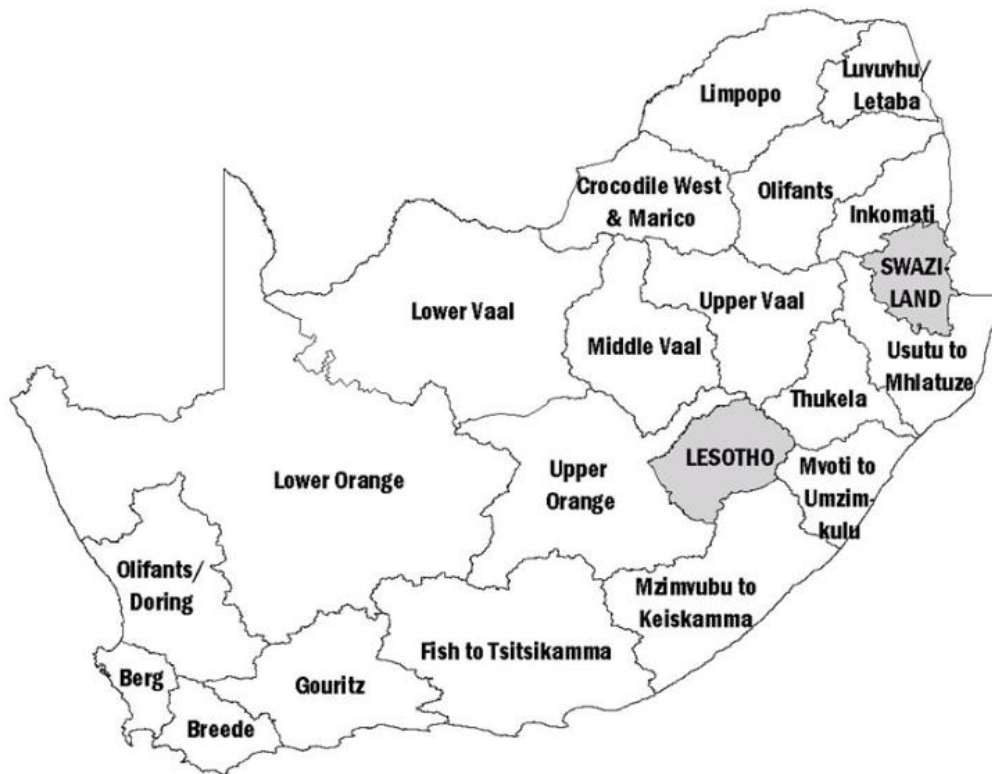 Limpopo
Luvuvhu/
Letaba
Crocodile West
& Marico
Olifants
Inkomati
SWAZI-
LAND
Lower Vaal
Upper Vaal
Middle Vaal
Usutu to
Mhlatuze
Thukela
LESOTHO
Lower Orange
Upper
Orange
Mvoti to
Umzim-
kulu
Olifants/
Doring
Mzimvubu to
Keiskamma
Fish to Tsitsikamma
Berg
Gouritz
Breede